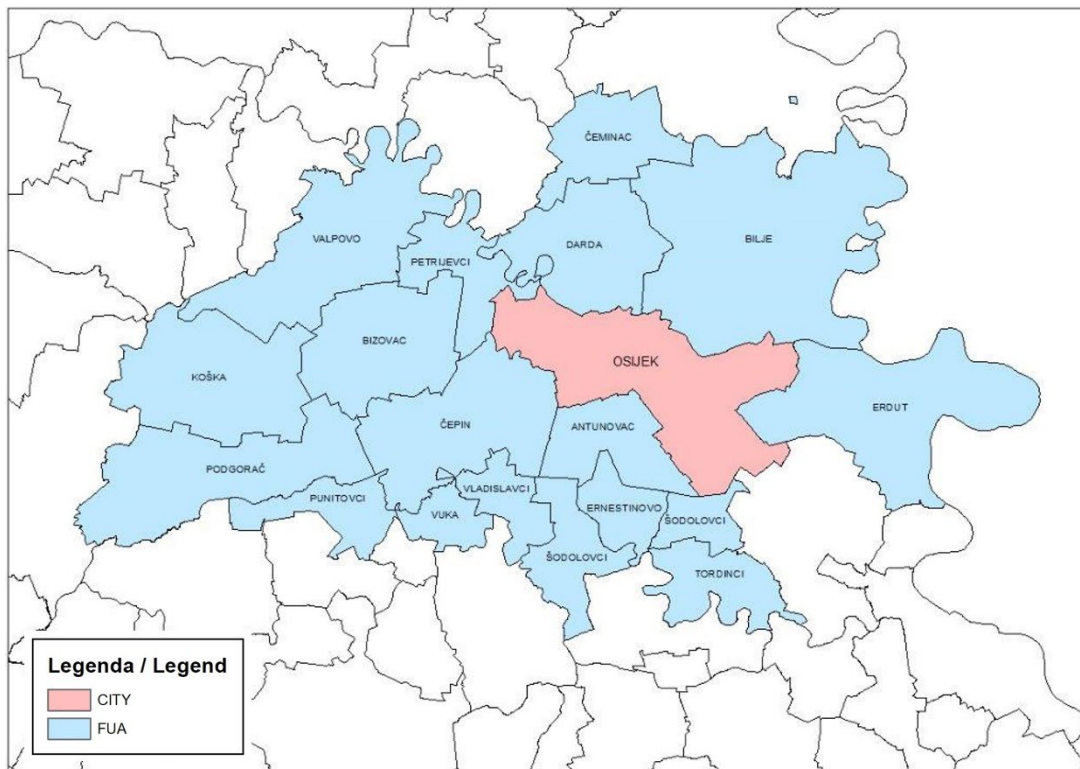 ČEMINAC
VALPOVO
DARDA
BILJE
PETRIJEVCI
BIZOVAC
OSIJEK
KOŠKA
ERDUT
ČEPIN
ANTUNOVAC
PODGORAČ
VLADISLAVCI
PUNITOVCI
ERNESTINOVO
VUKA
ŠODOLOVCI
ŠODOLOVCI
TORDINCI
Legenda / Legend
CITY
FUA